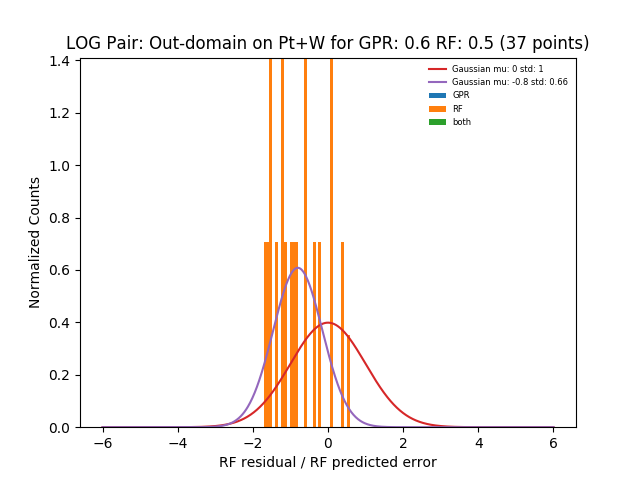 LOG Pair: Out-domain on Pt+W for GPR: 0.6 RF: 0.5 (37 points)
Gaussian mu: 0 std: 1
Gaussian mu: -0.8 std: 0.66
GPR
RF
both
Normalized Counts
1.4
1.2
1.0
0.8
0.6
0.4
0.2
0.0
−6
−4
−2
0
2
4
6
RF residual / RF predicted error